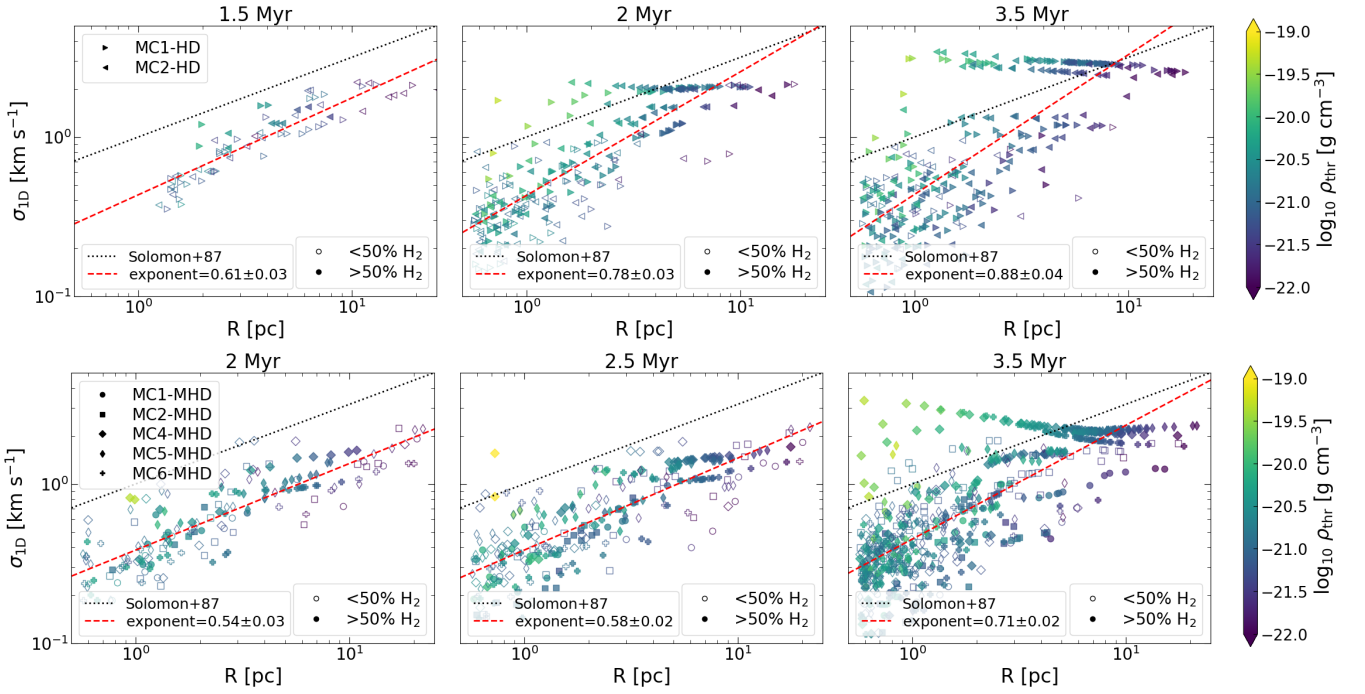 1.5 Myr
2 Myr
3.5 Myr
MC1-HD
MC2-HD
σ1D [km s−1]
10^0
10^−1
Solomon+87
exponent=0.61±0.03
<50% H2
>50% H2
Solomon+87
exponent=0.78±0.03
<50% H2
>50% H2
Solomon+87
exponent=0.88±0.04
<50% H2
>50% H2
10^0
10^1
10^0
10^1
10^0
10^1
R [pc]
R [pc]
R [pc]
−19.0
−19.5
−20.0
−20.5
−21.0
−21.5
−22.0
log10 ρthr [g cm−3]
2 Myr
2.5 Myr
3.5 Myr
MC1-MHD
MC2-MHD
MC4-MHD
MC5-MHD
MC6-MHD
σ1D [km s−1]
10^0
10^−1
Solomon+87
exponent=0.54±0.03
<50% H2
>50% H2
Solomon+87
exponent=0.58±0.02
<50% H2
>50% H2
Solomon+87
exponent=0.71±0.02
<50% H2
>50% H2
10^0
10^1
10^0
10^1
10^0
10^1
R [pc]
R [pc]
R [pc]
−19.0
−19.5
−20.0
−20.5
−21.0
−21.5
−22.0
log10 ρthr [g cm−3]